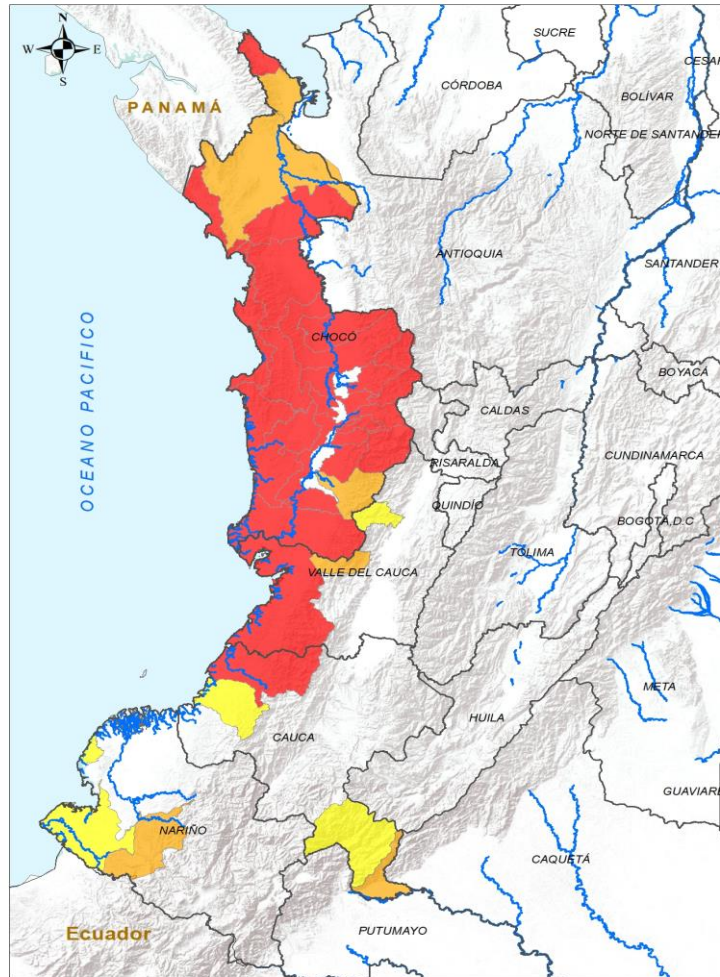 N
W E
S
PANAMÁ
SUCRE
CÓRDOBA
CESAR
BOLÍVAR
NORTE DE SANTANDER
ANTIOQUIA
SANTANDER
OCEANO PACIFICO
CHOCÓ
BOYACÁ
CALDAS
CUNDINAMARCA
RISARALDA
QUINDÍO
BOGOTÁ, D.C
TOLIMA
VALLE DEL CAUCA
META
HUILA
CAUCA
GUAVIARE
NARIÑO
CAQUETÁ
PUTUMAYO
Ecuador